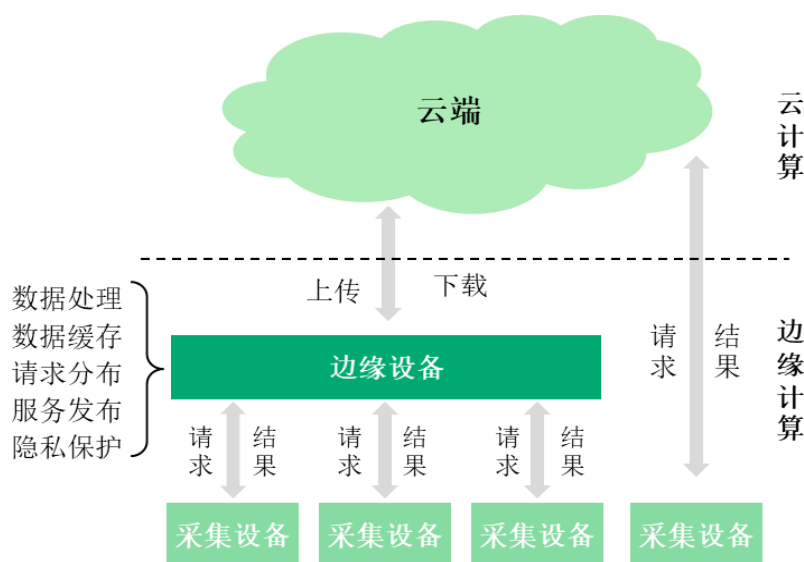 云端
云计算
上传
下载
数据处理
数据缓存
请求分布
服务发布
隐私保护
边缘设备
请求
结果
边缘计算
请求
结果
请求
结果
请求
结果
采集设备
采集设备
采集设备
采集设备